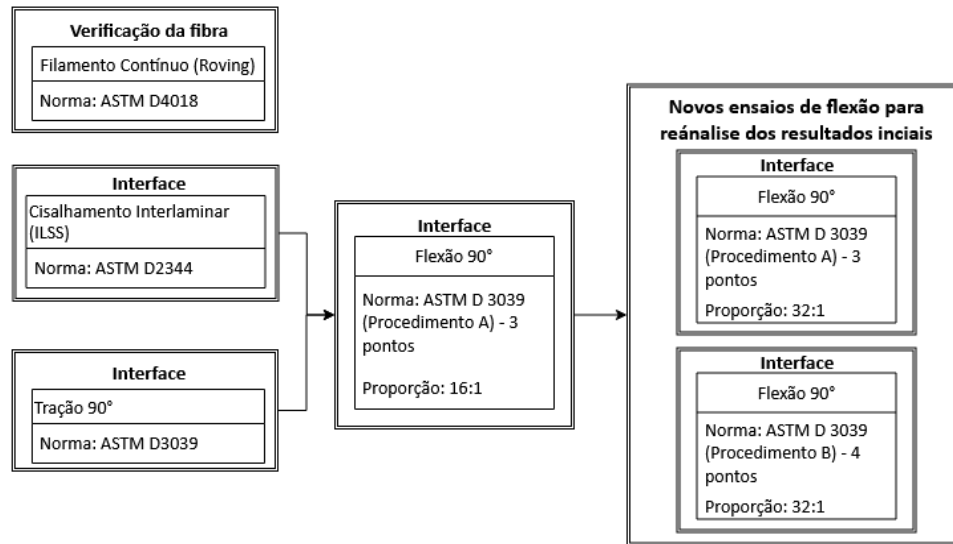 Verificação da fibra
Filamento Contínuo (Roving)
Norma: ASTM D4018
Interface
Cisalhamento Interlaminar
(ILSS)
Norma: ASTM D2344
Interface
Tração 90°
Norma: ASTM D3039
Interface
Flexão 90°
Norma: ASTM D 3039
(Procedimento A) - 3
pontos
Proporção: 16:1
Novos ensaios de flexão para
reánalise dos resultados inciais
Interface
Flexão 90°
Norma: ASTM D 3039
(Procedimento A) - 3
pontos
Proporção: 32:1
Interface
Flexão 90°
Norma: ASTM D 3039
(Procedimento B) - 4
pontos
Proporção: 32:1